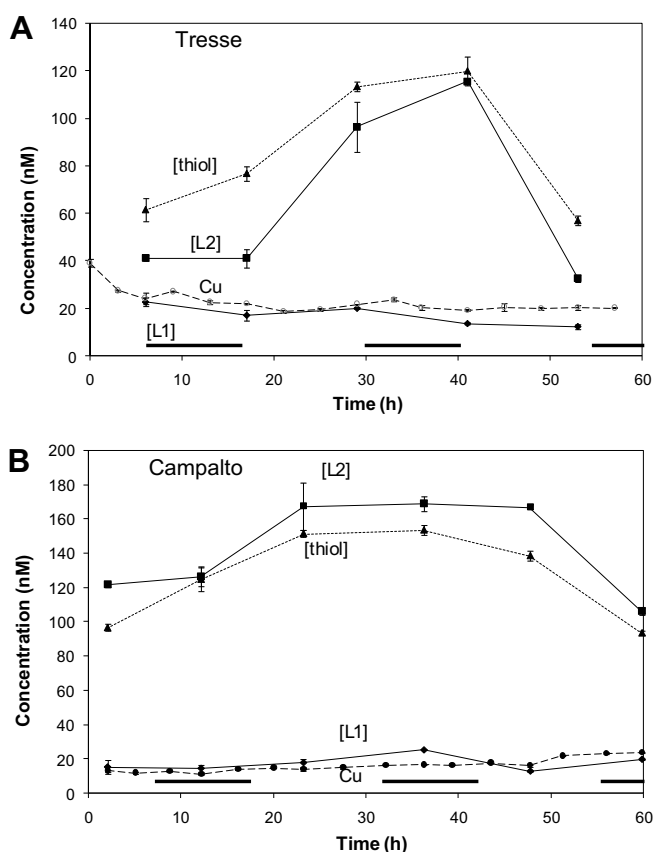 A
Tresse
140
120
100
80
60
40
20
0
Concentration (nM)
[thiol]
[L2]
Cu
[L1]
0 10 20 30 40 50 60
Time (h)
B
Campalto
200
180
160
140
120
100
80
60
40
20
0
Concentration (nM)
[L2]
[thiol]
[L1]
Cu
0 10 20 30 40 50 60
Time (h)